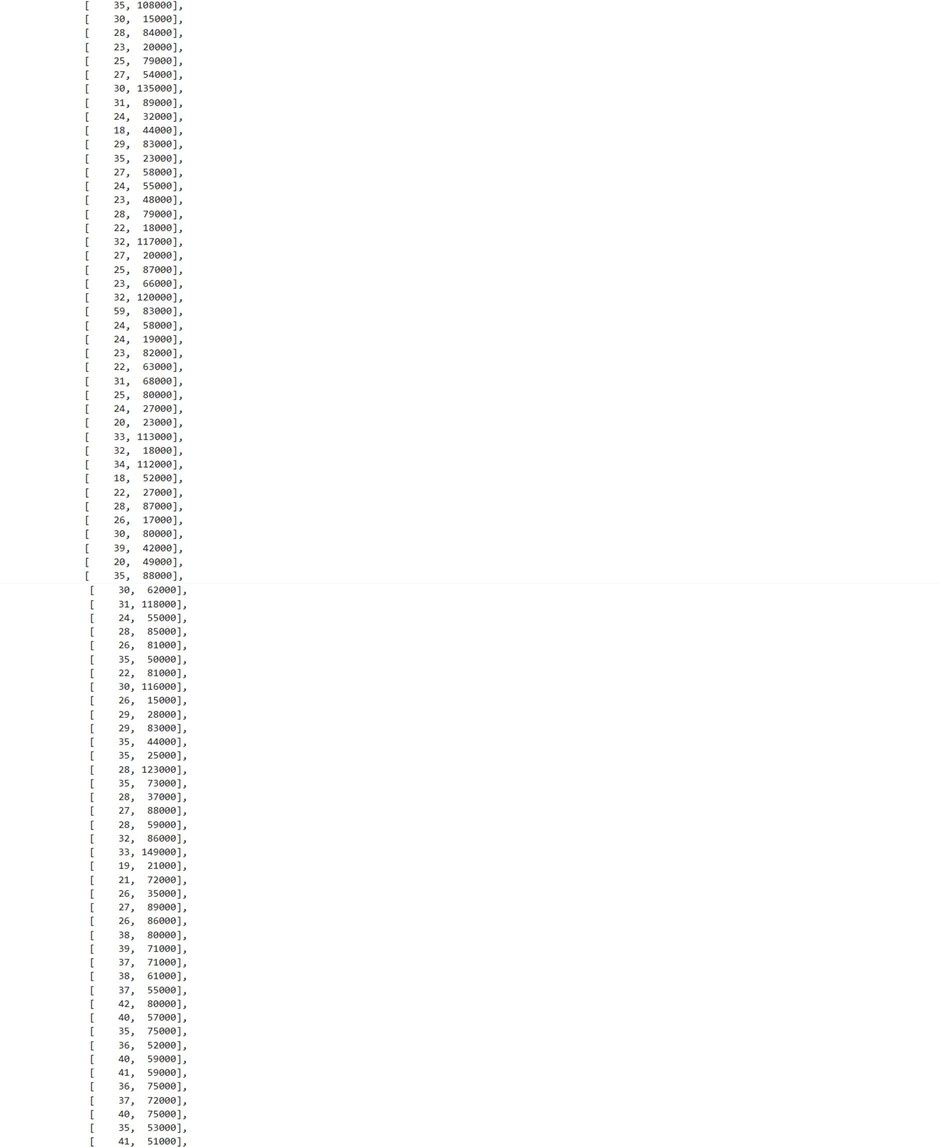 [    35, 108000],
[    30,  15000],
[    28,  84000],
[    23,  20000],
[    25,  79000],
[    27,  54000],
[    30, 135000],
[    31,  89000],
[    24,  32000],
[    18,  44000],
[    29,  83000],
[    35,  23000],
[    27,  58000],
[    24,  55000],
[    23,  48000],
[    28,  79000],
[    22,  18000],
[    32, 117000],
[    27,  20000],
[    25,  87000],
[    23,  66000],
[    32, 120000],
[    59,  83000],
[    24,  58000],
[    24,  19000],
[    23,  82000],
[    22,  63000],
[    31,  68000],
[    25,  80000],
[    24,  27000],
[    20,  23000],
[    33, 113000],
[    32,  18000],
[    34, 112000],
[    18,  52000],
[    22,  27000],
[    28,  87000],
[    26,  17000],
[    30,  80000],
[    39,  42000],
[    20,  49000],
[    35,  88000],
[    30,  62000],
[    31, 118000],
[    24,  55000],
[    28,  85000],
[    26,  81000],
[    35,  50000],
[    22,  81000],
[    30, 116000],
[    26,  15000],
[    29,  28000],
[    29,  83000],
[    35,  44000],
[    35,  25000],
[    28, 123000],
[    35,  73000],
[    28,  37000],
[    27,  88000],
[    28,  59000],
[    32,  86000],
[    33, 149000],
[    19,  21000],
[    21,  72000],
[    26,  35000],
[    27,  89000],
[    26,  86000],
[    38,  80000],
[    39,  71000],
[    37,  71000],
[    38,  61000],
[    37,  55000],
[    42,  80000],
[    40,  57000],
[    35,  75000],
[    36,  52000],
[    40,  59000],
[    41,  59000],
[    36,  75000],
[    37,  72000],
[    40,  75000],
[    35,  53000],
[    41,  51000],